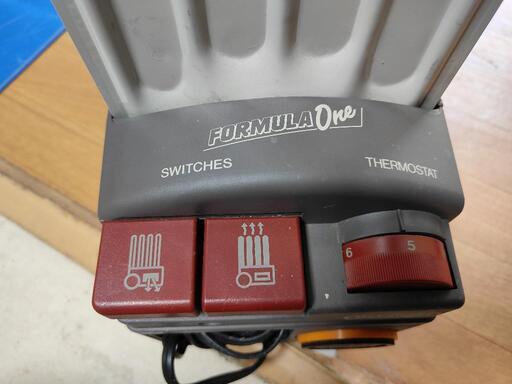 FORMULA One
SWITCHES THERMOSTAT
6 5